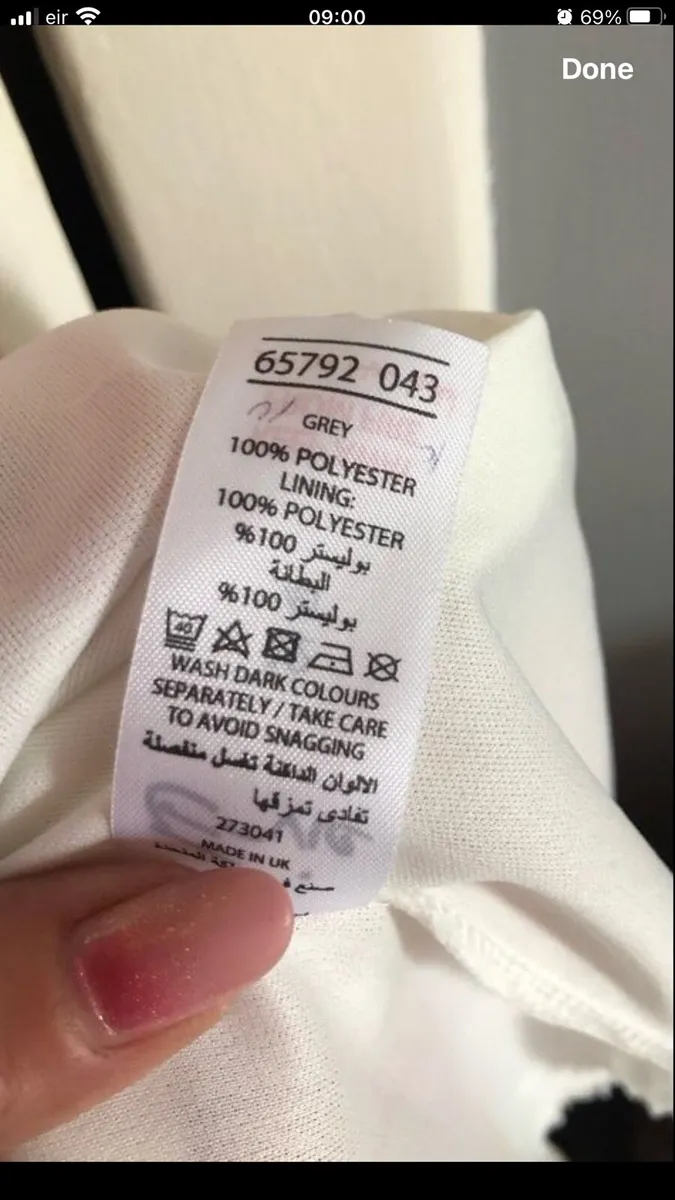 eir 09:00 69%
Done
65792 043
GREY
100% POLYESTER
LINING:
100% POLYESTER
بوليستر 100%
البطانة
بوليستر 100%
40
WASH DARK COLOURS
SEPARATELY / TAKE CARE
TO AVOID SNAGGING
الالوان الداكنة تغسل منفصلة
تفادى تمزقها
273041
MADE IN UK
صنع